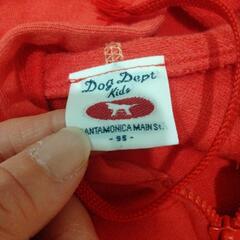 Dog Dept
Kids
SANTAMONICA MAIN St.
- 95 -